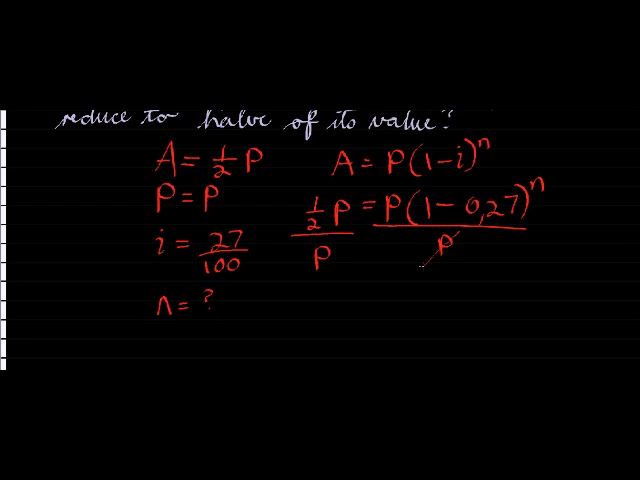 reduce to halve of its value?
A = 1/2 P
A = P(1-i)^n
P = P
1/2 P / P = P(1 - 0,27)^n / P
i = 27/100
n = ?